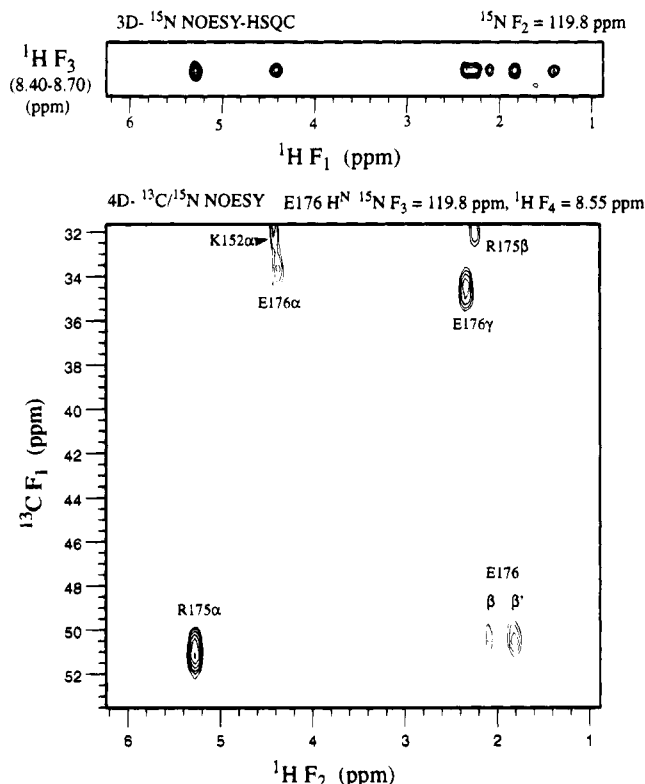 3D- ¹⁵N NOESY-HSQC ¹⁵N F₂ = 119.8 ppm
¹H F₃
(8.40-8.70)
(ppm)
6 5 4 3 2 1
¹H F₁ (ppm)
4D- ¹³C/¹⁵N NOESY E176 Hᴺ ¹⁵N F₃ = 119.8 ppm, ¹H F₄ = 8.55 ppm
32
K152α
R175β
34
E176α
E176γ
36
38
40
42
¹³C F₁ (ppm)
44
46
E176
48
β β'
R175α
50
52
6 5 4 3 2 1
¹H F₂ (ppm)